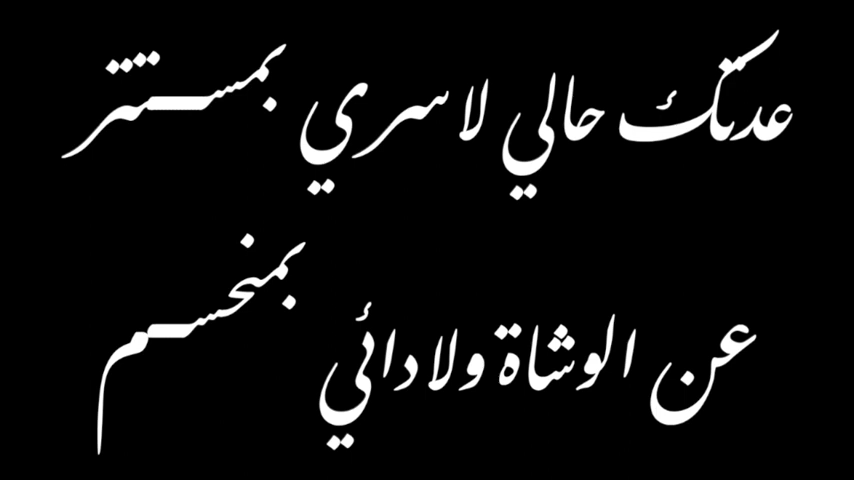 عدتك حالي لا سري بمستتر
عن الوشاة ولا دائي بمنحسم